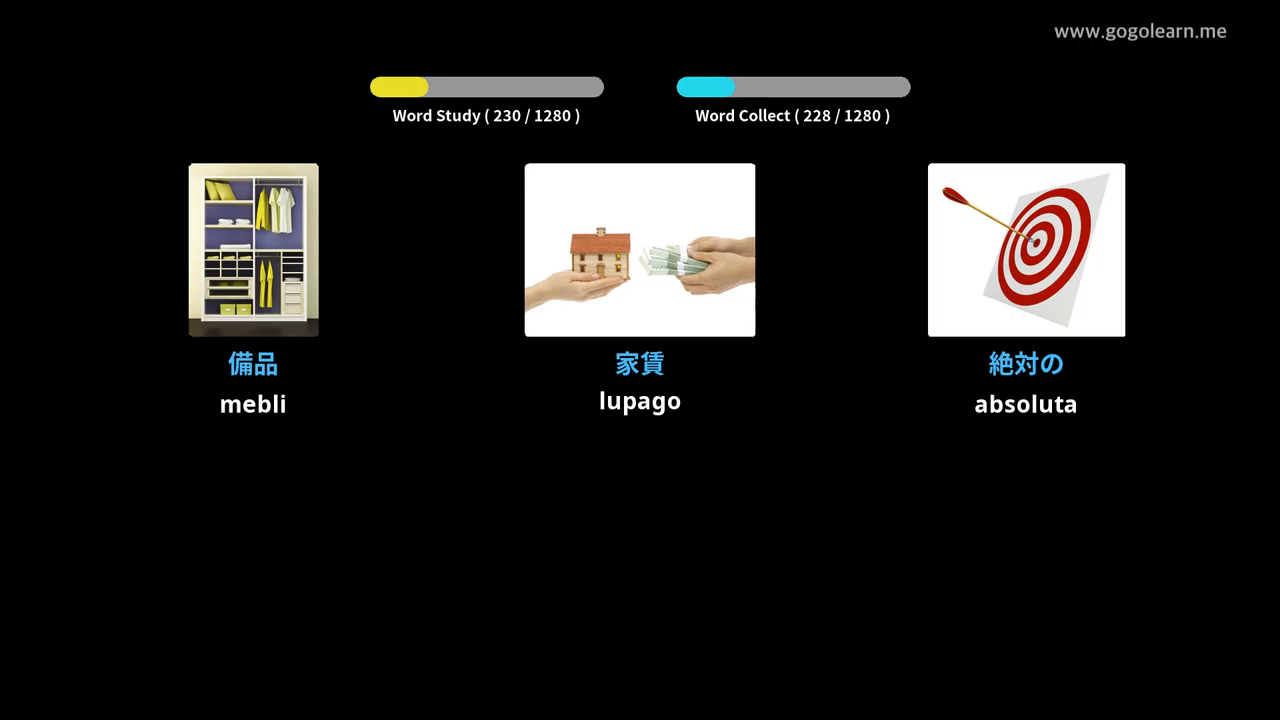 www.gogolearn.me
Word Study ( 230 / 1280 )
Word Collect ( 228 / 1280 )
備品
mebli
家賃
lupago
絶対の
absoluta